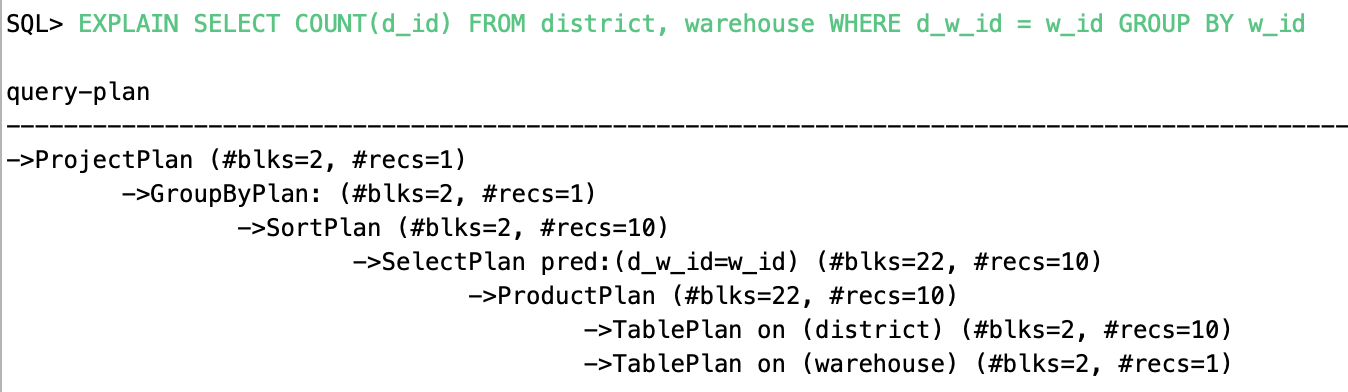 SQL> EXPLAIN SELECT COUNT(d_id) FROM district, warehouse WHERE d_w_id = w_id GROUP BY w_id
query-plan
----------------------------------------------------------------------------------------------
->ProjectPlan (#blks=2, #recs=1)
->GroupByPlan: (#blks=2, #recs=1)
->SortPlan (#blks=2, #recs=10)
->SelectPlan pred:(d_w_id=w_id) (#blks=22, #recs=10)
->ProductPlan (#blks=22, #recs=10)
->TablePlan on (district) (#blks=2, #recs=10)
->TablePlan on (warehouse) (#blks=2, #recs=1)